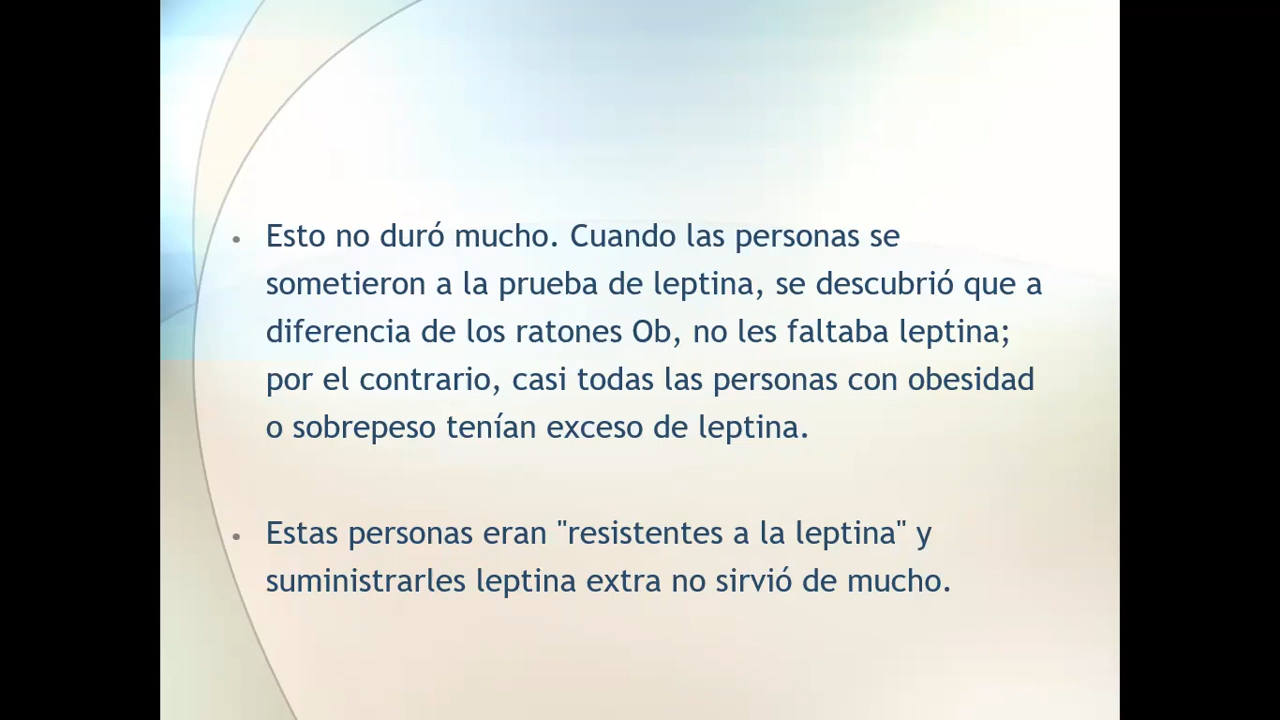 • Esto no duró mucho. Cuando las personas se
sometieron a la prueba de leptina, se descubrió que a
diferencia de los ratones Ob, no les faltaba leptina;
por el contrario, casi todas las personas con obesidad
o sobrepeso tenían exceso de leptina.
• Estas personas eran "resistentes a la leptina" y
suministrarles leptina extra no sirvió de mucho.